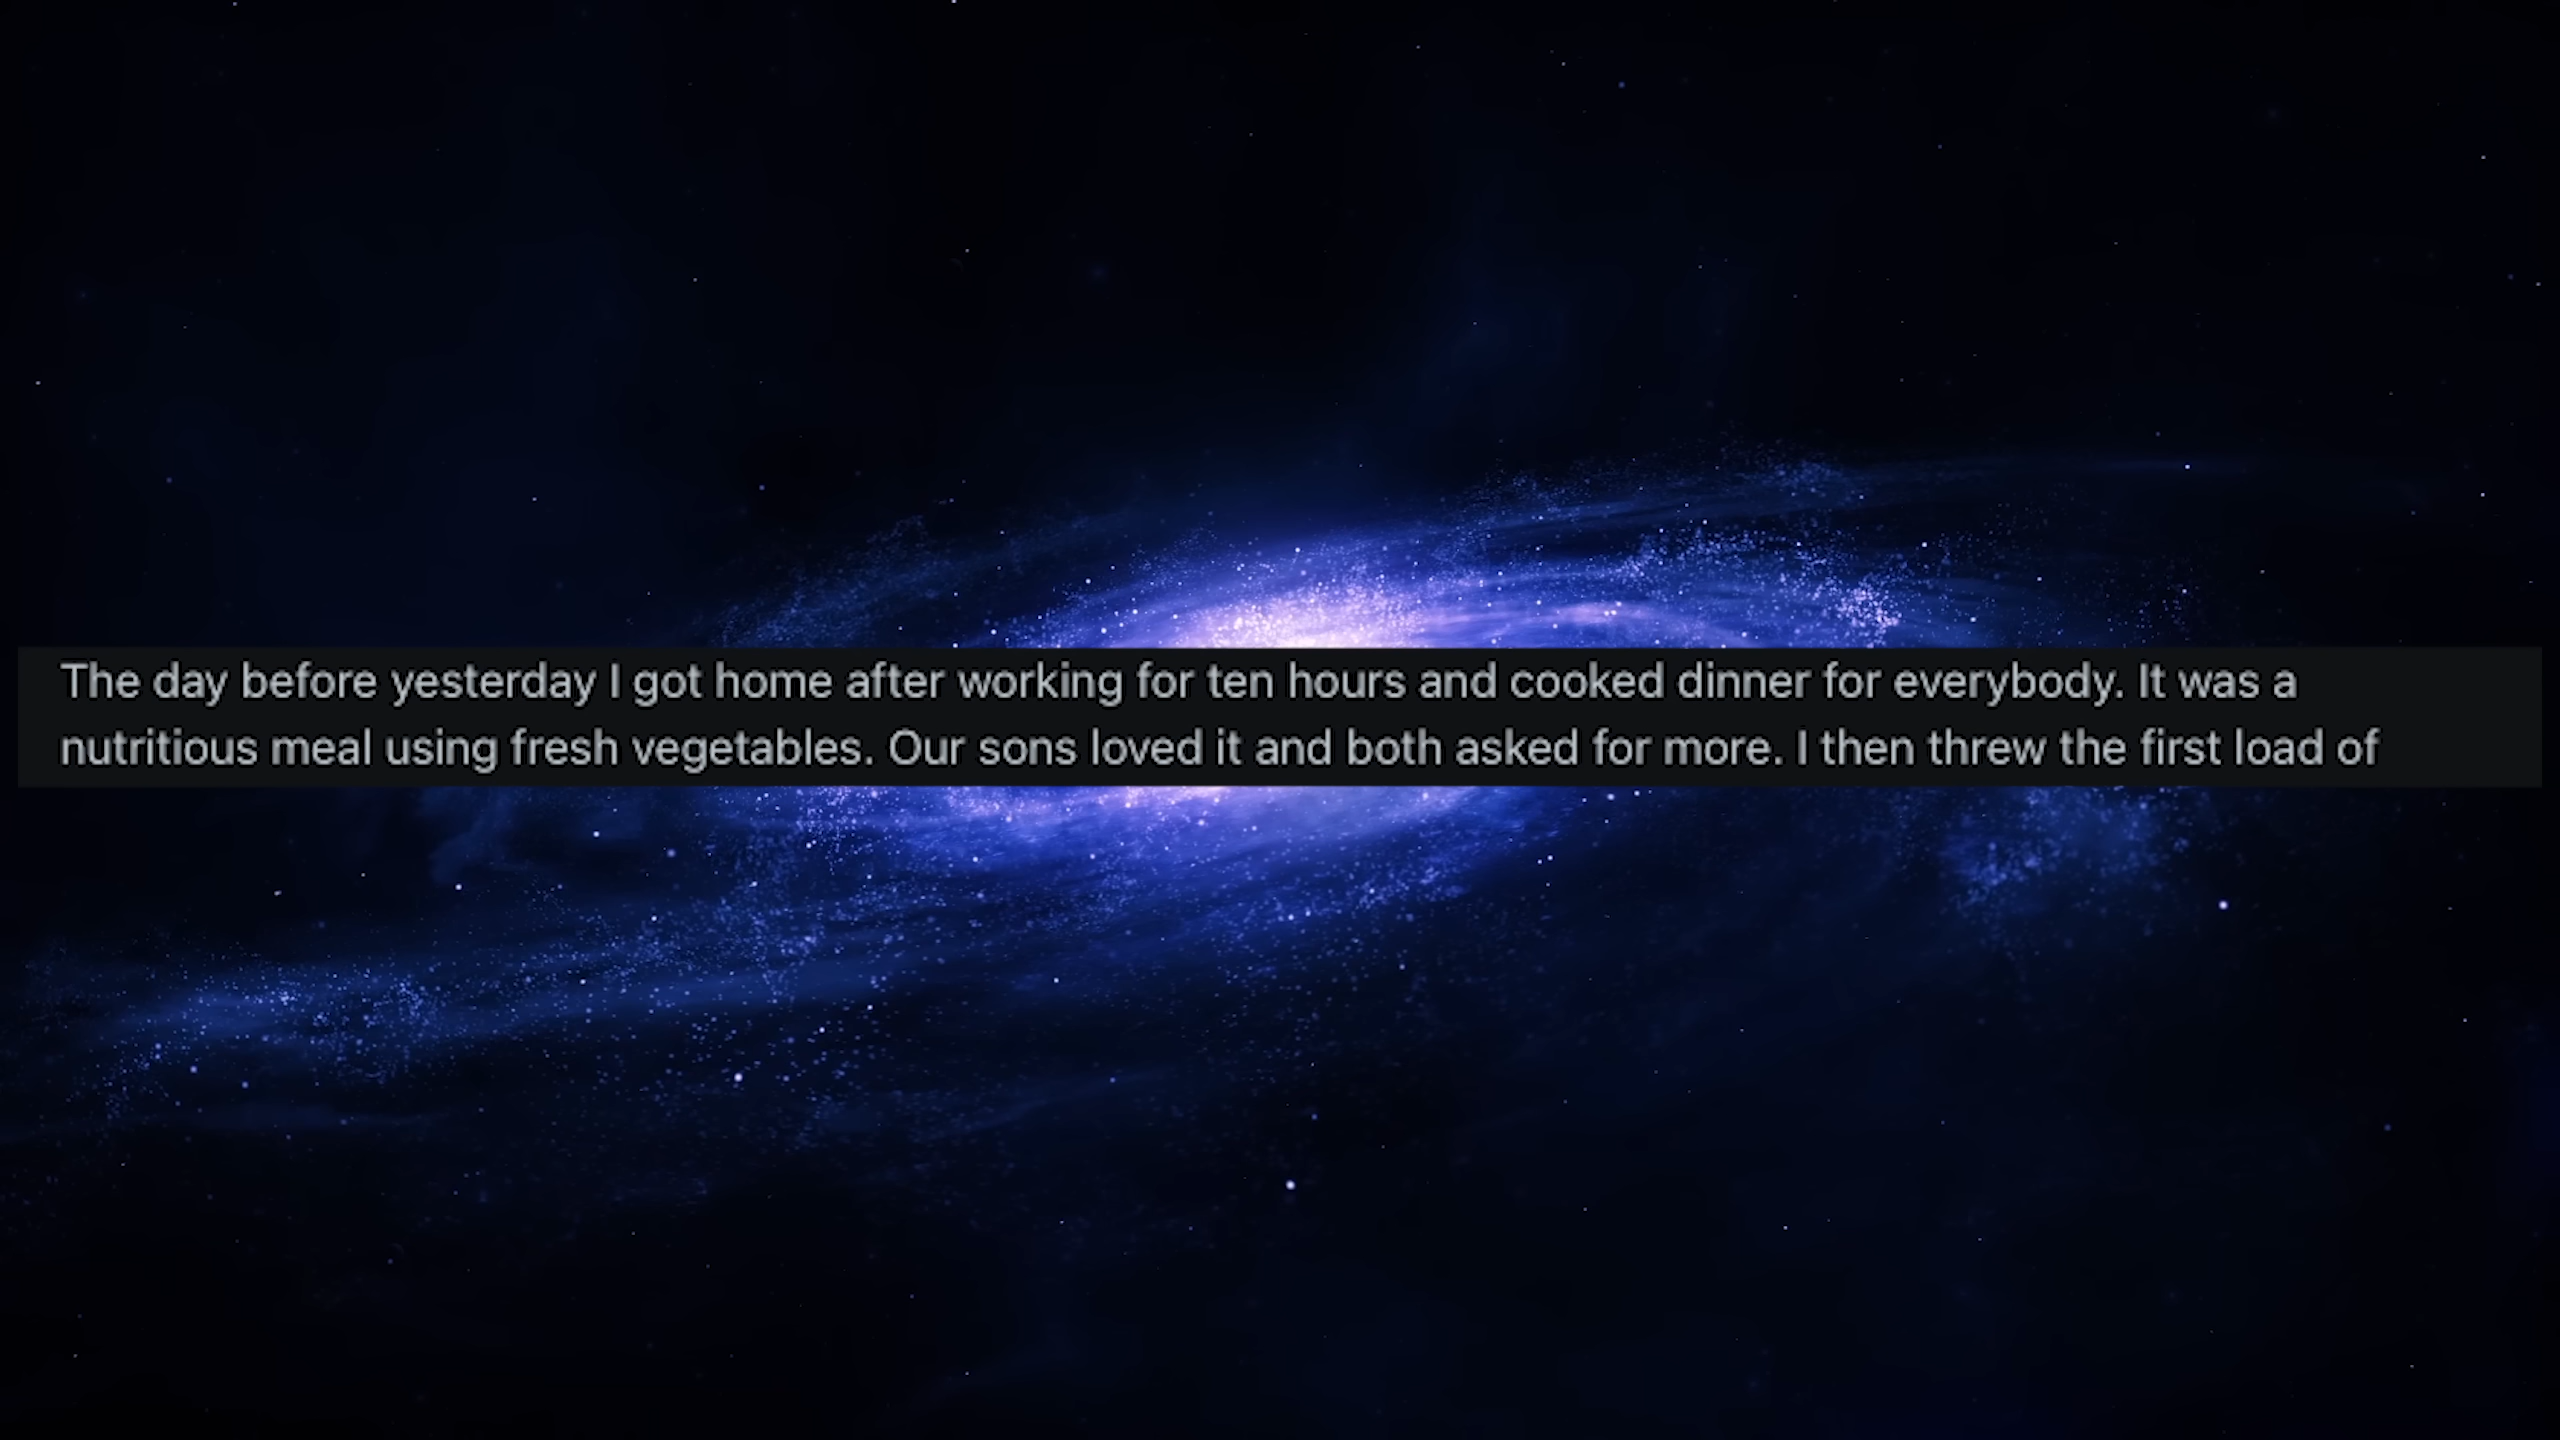 The day before yesterday I got home after working for ten hours and cooked dinner for everybody. It was a
nutritious meal using fresh vegetables. Our sons loved it and both asked for more. I then threw the first load of